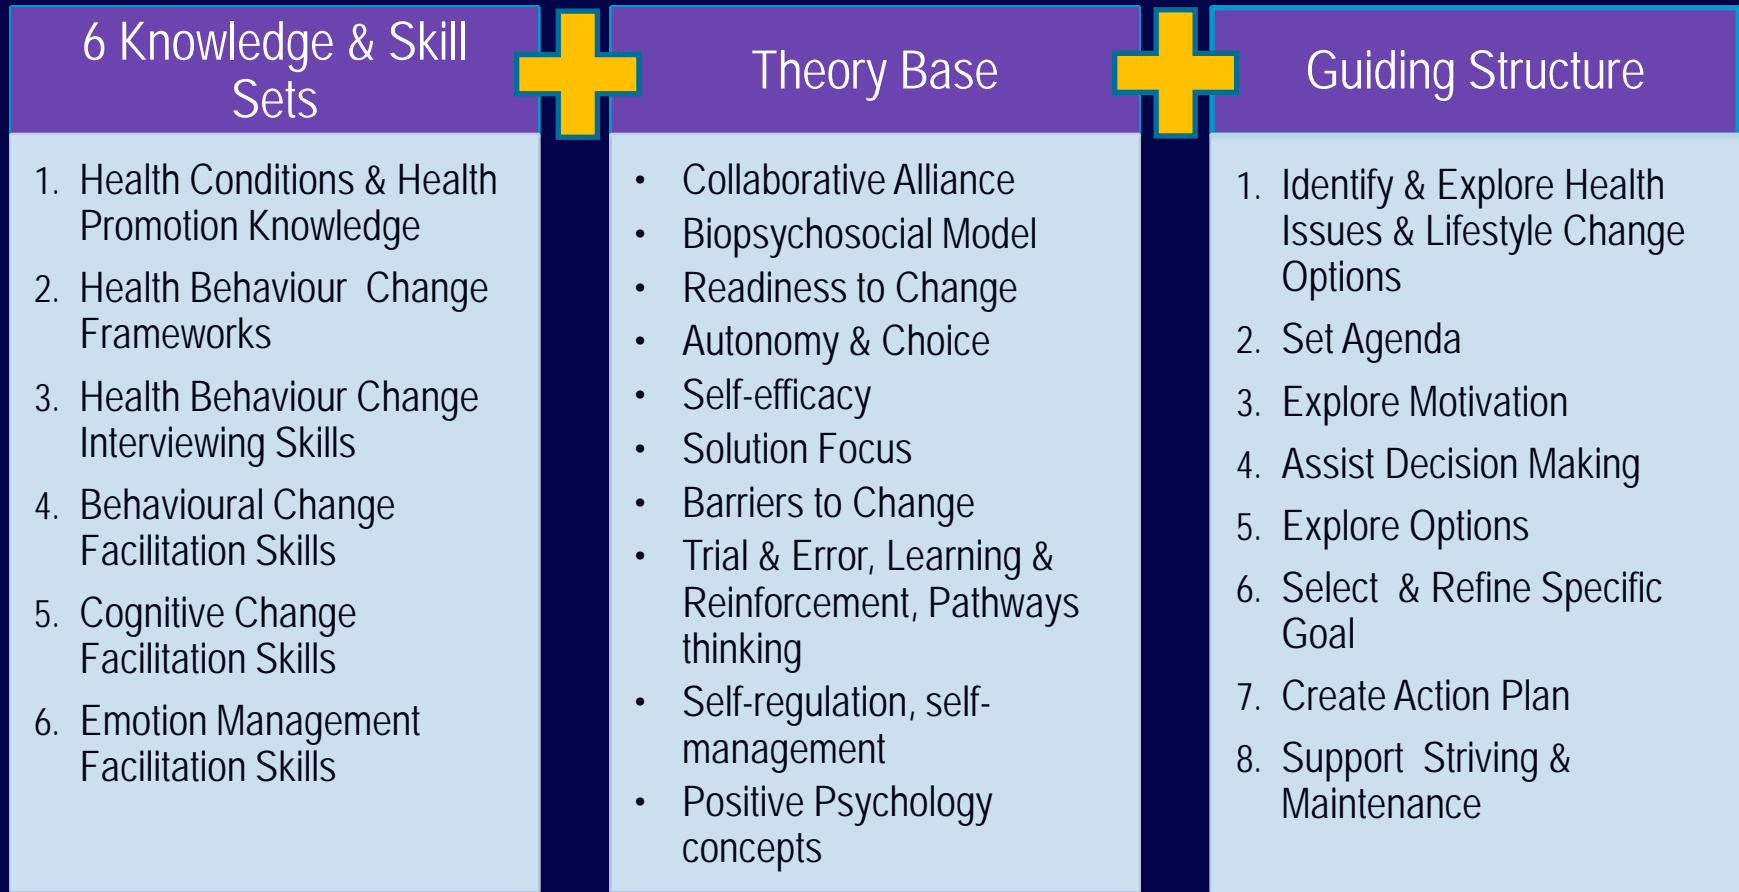 6 Knowledge & Skill
Sets
1. Health Conditions & Health
Promotion Knowledge
2. Health Behaviour Change
Frameworks
3. Health Behaviour Change
Interviewing Skills
4. Behavioural Change
Facilitation Skills
5. Cognitive Change
Facilitation Skills
6. Emotion Management
Facilitation Skills
Theory Base
• Collaborative Alliance
• Biopsychosocial Model
• Readiness to Change
• Autonomy & Choice
• Self-efficacy
• Solution Focus
• Barriers to Change
• Trial & Error, Learning &
Reinforcement, Pathways
thinking
• Self-regulation, self-
management
• Positive Psychology
concepts
Guiding Structure
1. Identify & Explore Health
Issues & Lifestyle Change
Options
2. Set Agenda
3. Explore Motivation
4. Assist Decision Making
5. Explore Options
6. Select & Refine Specific
Goal
7. Create Action Plan
8. Support Striving &
Maintenance